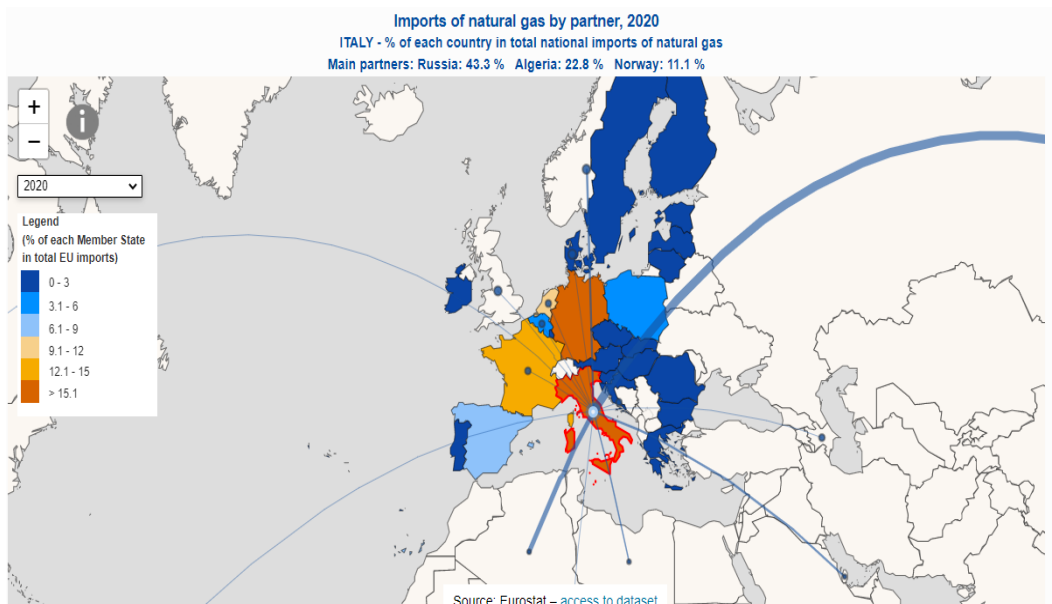 Imports of natural gas by partner, 2020
ITALY - % of each country in total national imports of natural gas
Main partners: Russia: 43.3 % Algeria: 22.8 % Norway: 11.1 %
+
i
−
2020
Legend
(% of each Member State
in total EU imports)
0 - 3
3.1 - 6
6.1 - 9
9.1 - 12
12.1 - 15
> 15.1
Source: Eurostat – access to dataset